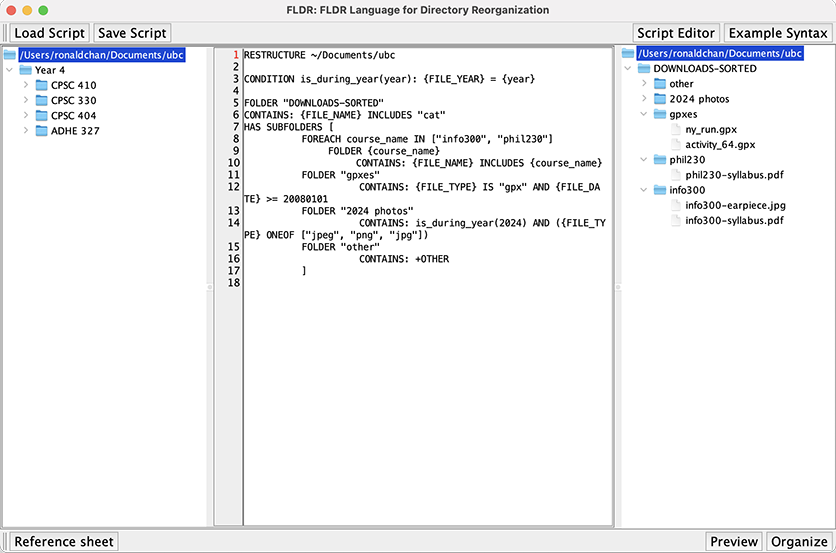 FLDR: FLDR Language for Directory Reorganization
Load Script
Save Script
Script Editor
Example Syntax
/Users/ronaldchan/Documents/ubc
Year 4
CPSC 410
CPSC 330
CPSC 404
ADHE 327
1 RESTRUCTURE ~/Documents/ubc
2
3 CONDITION is_during_year(year): {FILE_YEAR} = {year}
4
5 FOLDER "DOWNLOADS-SORTED"
6 CONTAINS: {FILE_NAME} INCLUDES "cat"
7 HAS SUBFOLDERS [
8 FOREACH course_name IN ["info300", "phil230"]
9 FOLDER {course_name}
10 CONTAINS: {FILE_NAME} INCLUDES {course_name}
11 FOLDER "gpxes"
12 CONTAINS: {FILE_TYPE} IS "gpx" AND {FILE_DA
TE} >= 20080101
13 FOLDER "2024 photos"
14 CONTAINS: is_during_year(2024) AND ({FILE_TY
PE} ONEOF ["jpeg", "png", "jpg"])
15 FOLDER "other"
16 CONTAINS: +OTHER
17 ]
18
/Users/ronaldchan/Documents/ubc
DOWNLOADS-SORTED
other
2024 photos
gpxes
ny_run.gpx
activity_64.gpx
phil230
phil230-syllabus.pdf
info300
info300-earpiece.jpg
info300-syllabus.pdf
Reference sheet
Preview
Organize